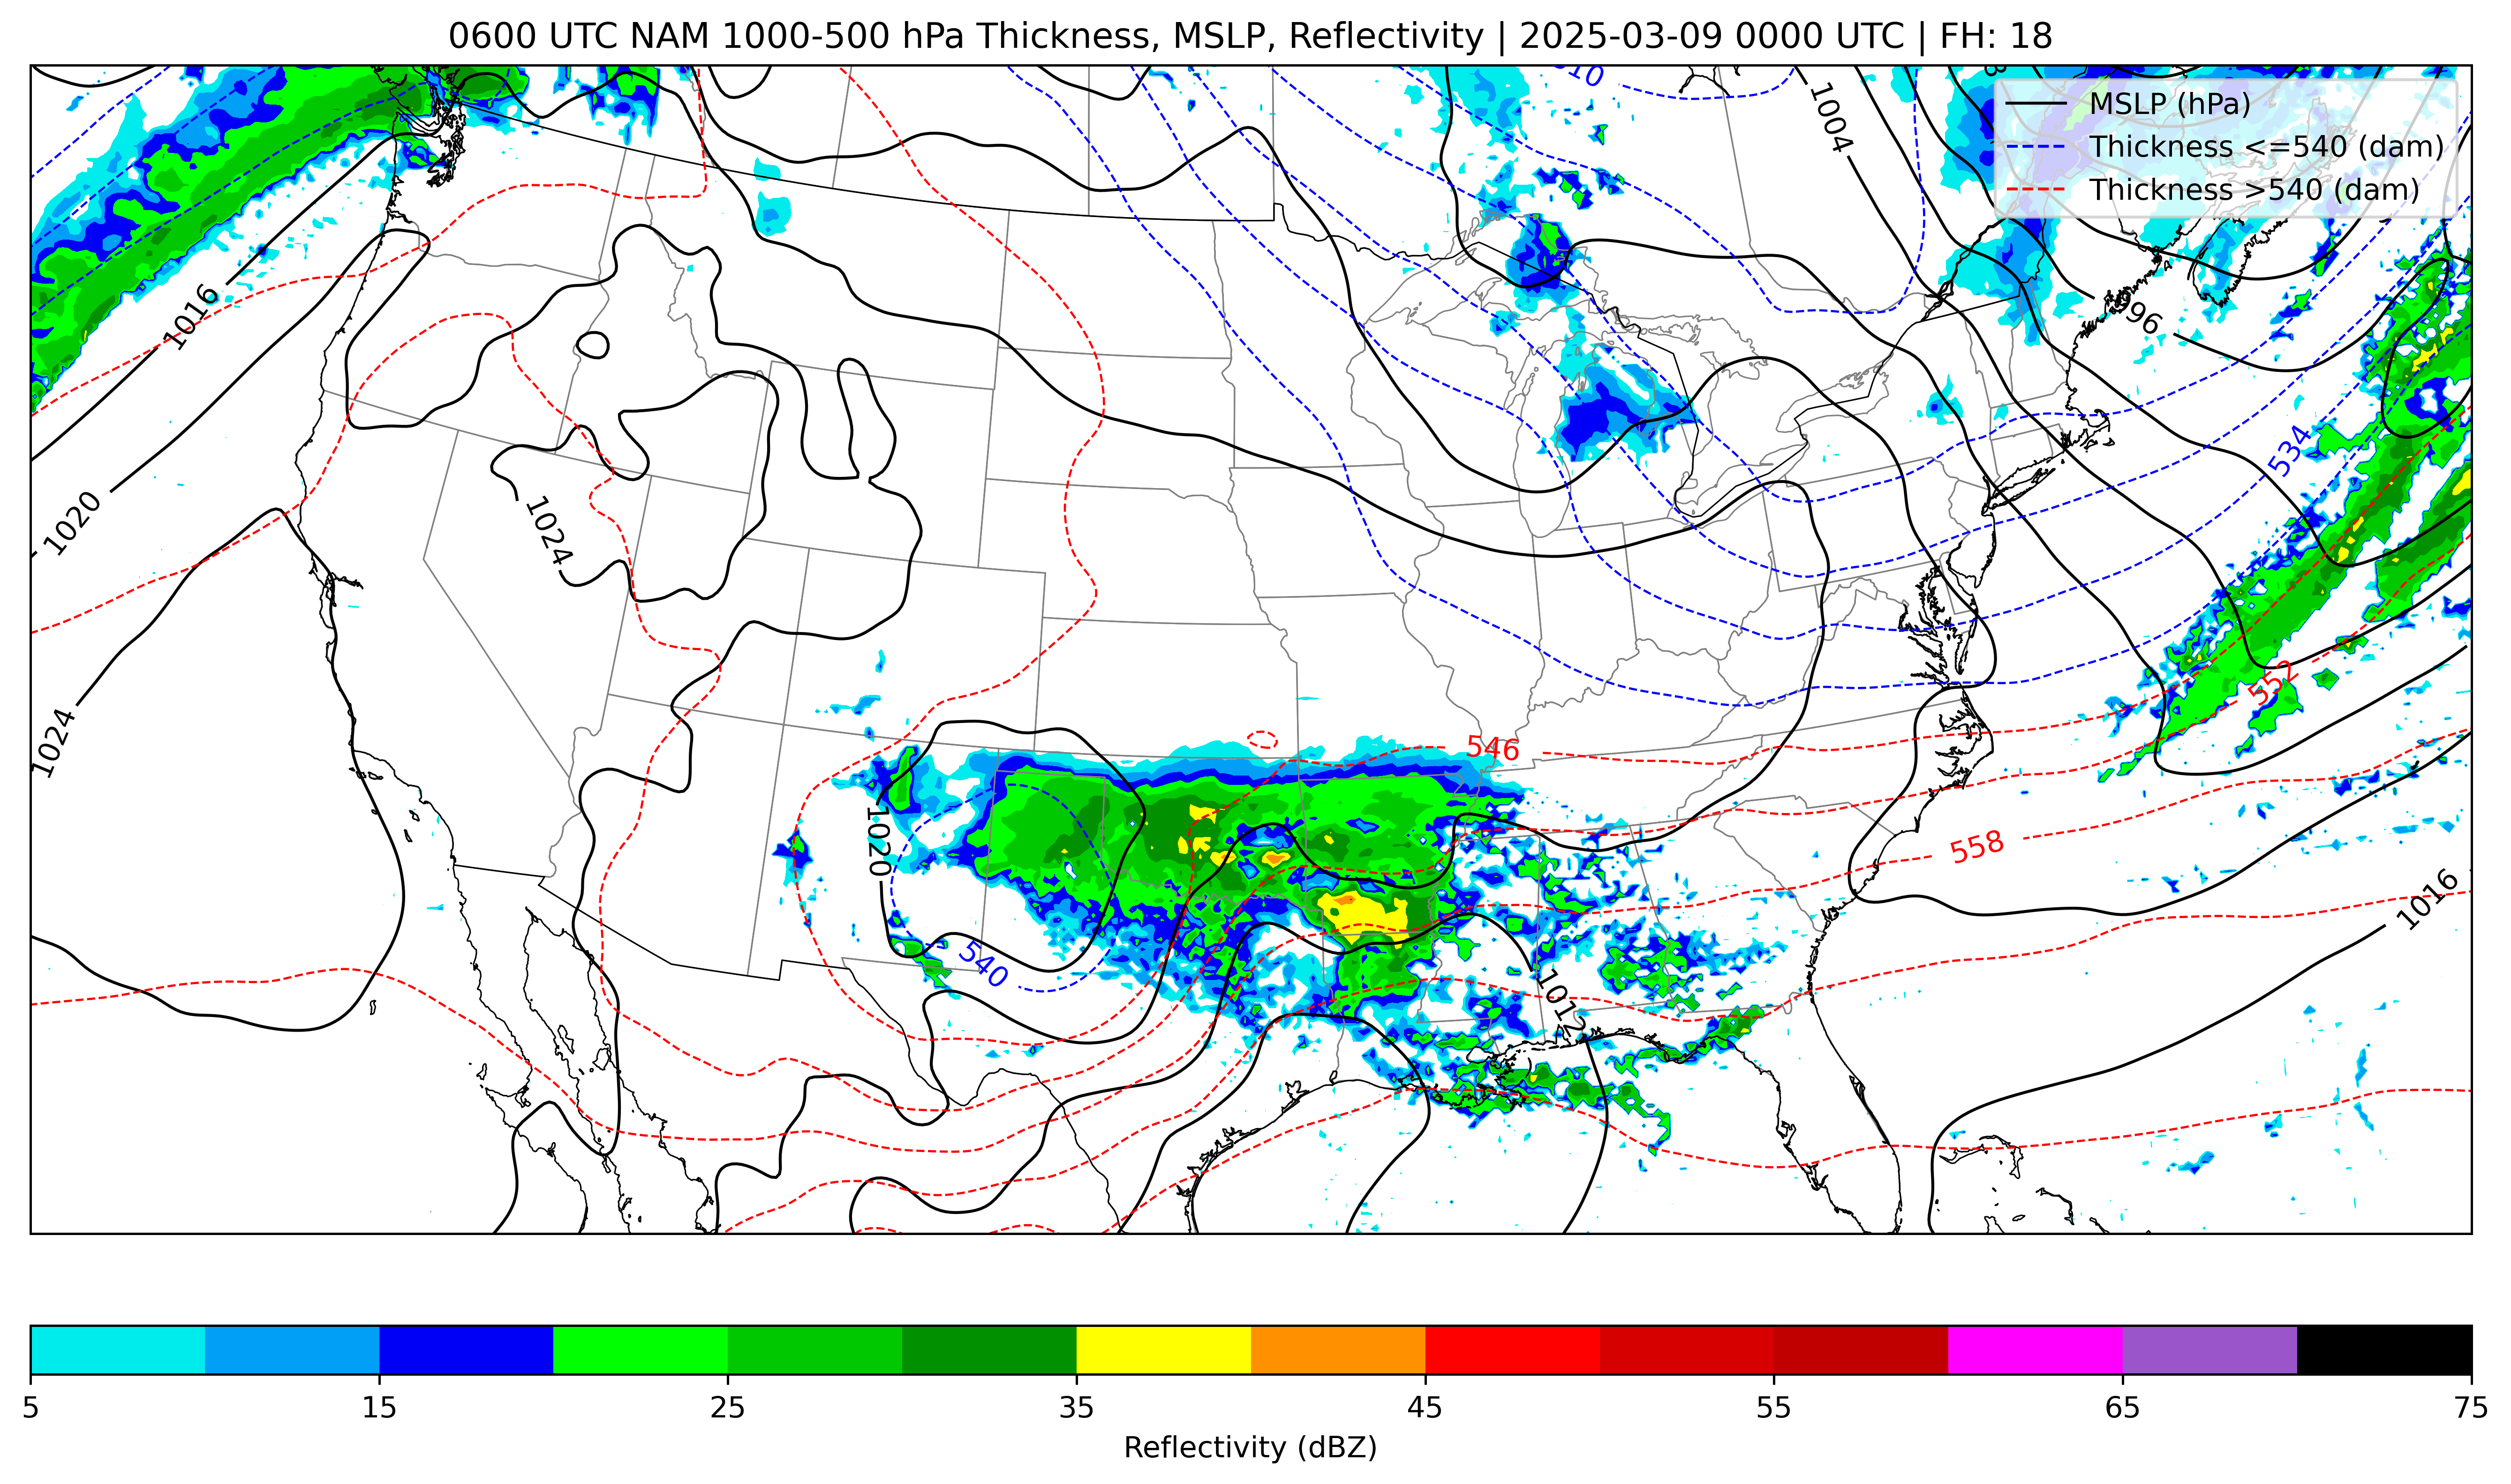 0600 UTC NAM 1000-500 hPa Thickness, MSLP, Reflectivity | 2025-03-09 0000 UTC | FH: 18
MSLP (hPa)
Thickness <=540 (dam)
Thickness >540 (dam)
510
1004
1016
996
534
1020
1024
1024
552
546
558
1020
1016
540
1012
5 15 25 35 45 55 65 75
Reflectivity (dBZ)